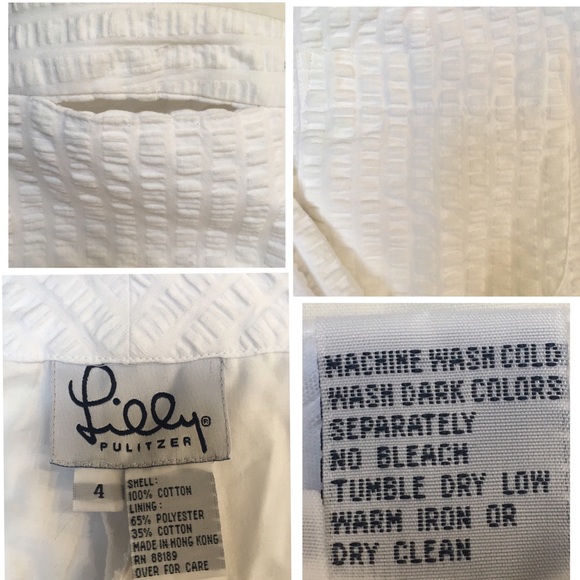 Lilly®
PULITZER
4
SHELL:
100% COTTON
LINING:
65% POLYESTER
35% COTTON
MADE IN HONG KONG
RN 88189
OVER FOR CARE
MACHINE WASH COLD
WASH DARK COLORS
SEPARATELY
NO BLEACH
TUMBLE DRY LOW
WARM IRON OR
DRY CLEAN